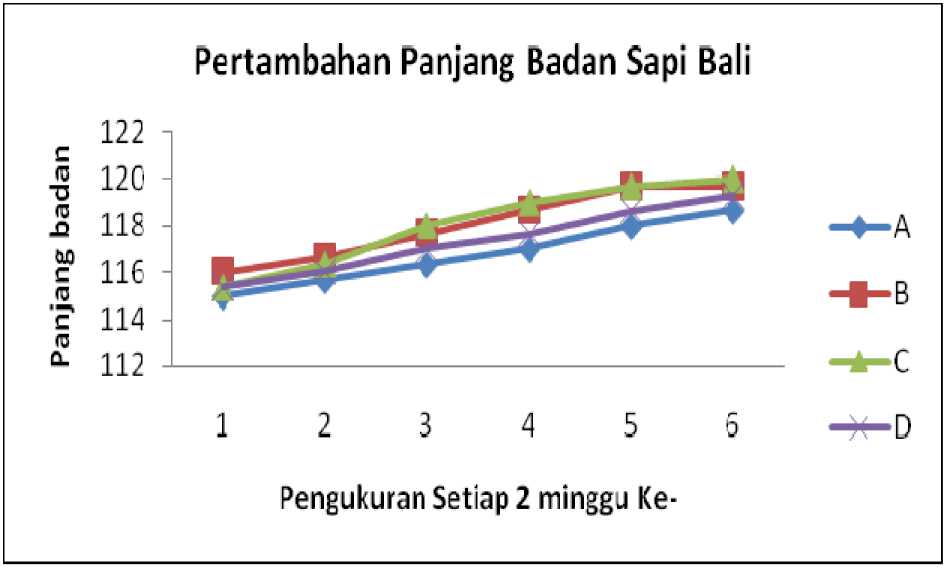 Pertambahan Panjang Badan Sapi Bali
Panjang badan
122
120
118
116
114
112
1 2 3 4 5 6
Pengukuran Setiap 2 minggu Ke-
A
B
C
D